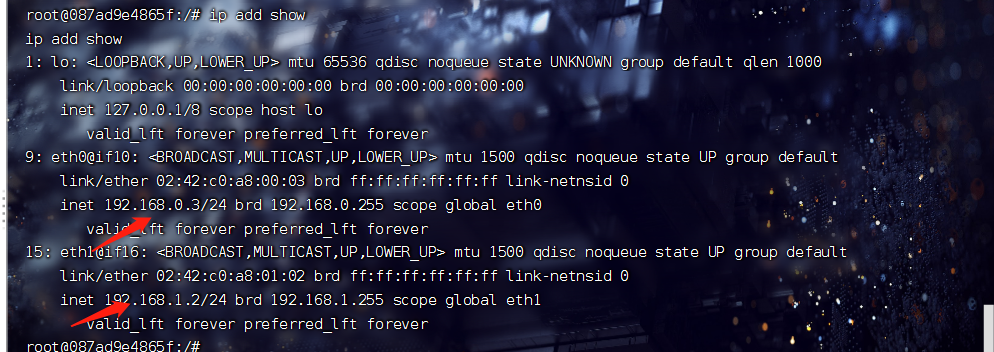 root@087ad9e4865f:/# ip add show
ip add show
1: lo: <LOOPBACK,UP,LOWER_UP> mtu 65536 qdisc noqueue state UNKNOWN group default qlen 1000
link/loopback 00:00:00:00:00:00 brd 00:00:00:00:00:00
inet 127.0.0.1/8 scope host lo
valid_lft forever preferred_lft forever
9: eth0@if10: <BROADCAST,MULTICAST,UP,LOWER_UP> mtu 1500 qdisc noqueue state UP group default
link/ether 02:42:c0:a8:00:03 brd ff:ff:ff:ff:ff:ff link-netnsid 0
inet 192.168.0.3/24 brd 192.168.0.255 scope global eth0
valid_lft forever preferred_lft forever
15: eth1@if16: <BROADCAST,MULTICAST,UP,LOWER_UP> mtu 1500 qdisc noqueue state UP group default
link/ether 02:42:c0:a8:01:02 brd ff:ff:ff:ff:ff:ff link-netnsid 0
inet 192.168.1.2/24 brd 192.168.1.255 scope global eth1
valid_lft forever preferred_lft forever
root@087ad9e4865f:/#